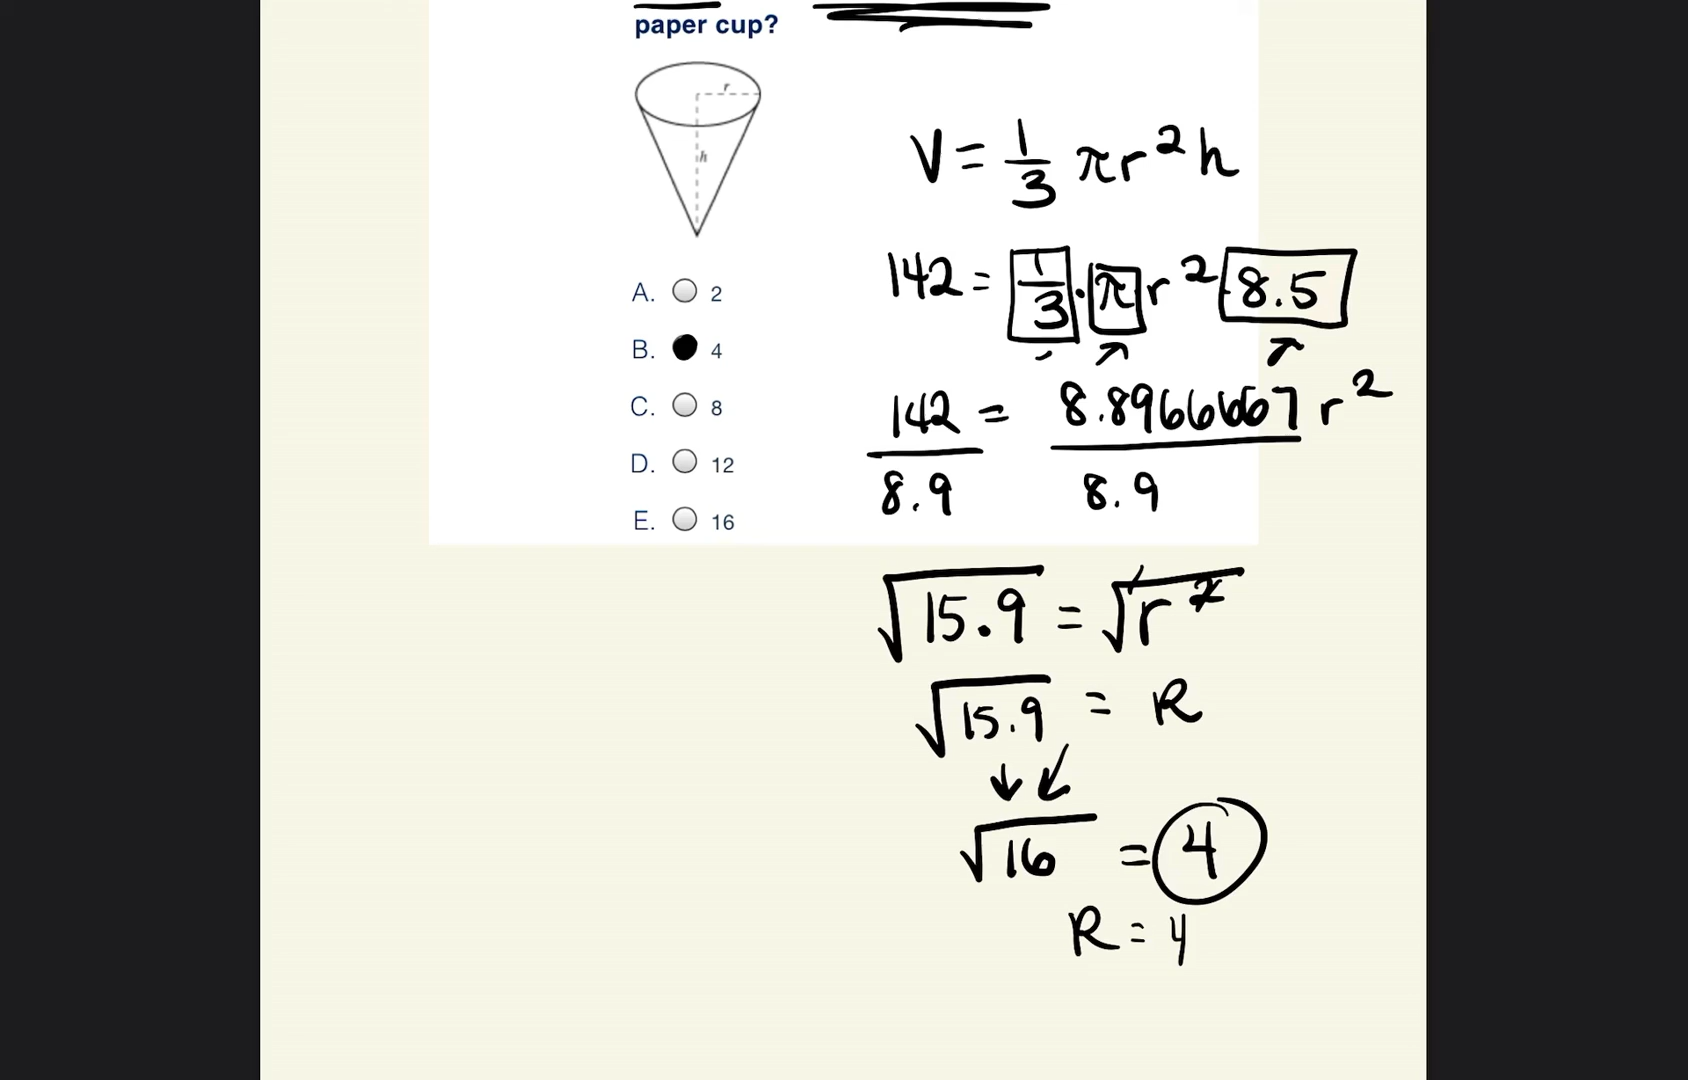 paper cup?
r
h
V = 1/3 πr²h
142 = 1/3 · π r² · 8.5
A. 2
B. 4
C. 8
D. 12
E. 16
142 = 8.8966667 r²
8.9 8.9
√15.9 = √r²
√15.9 = R
√16 = 4
R = 4